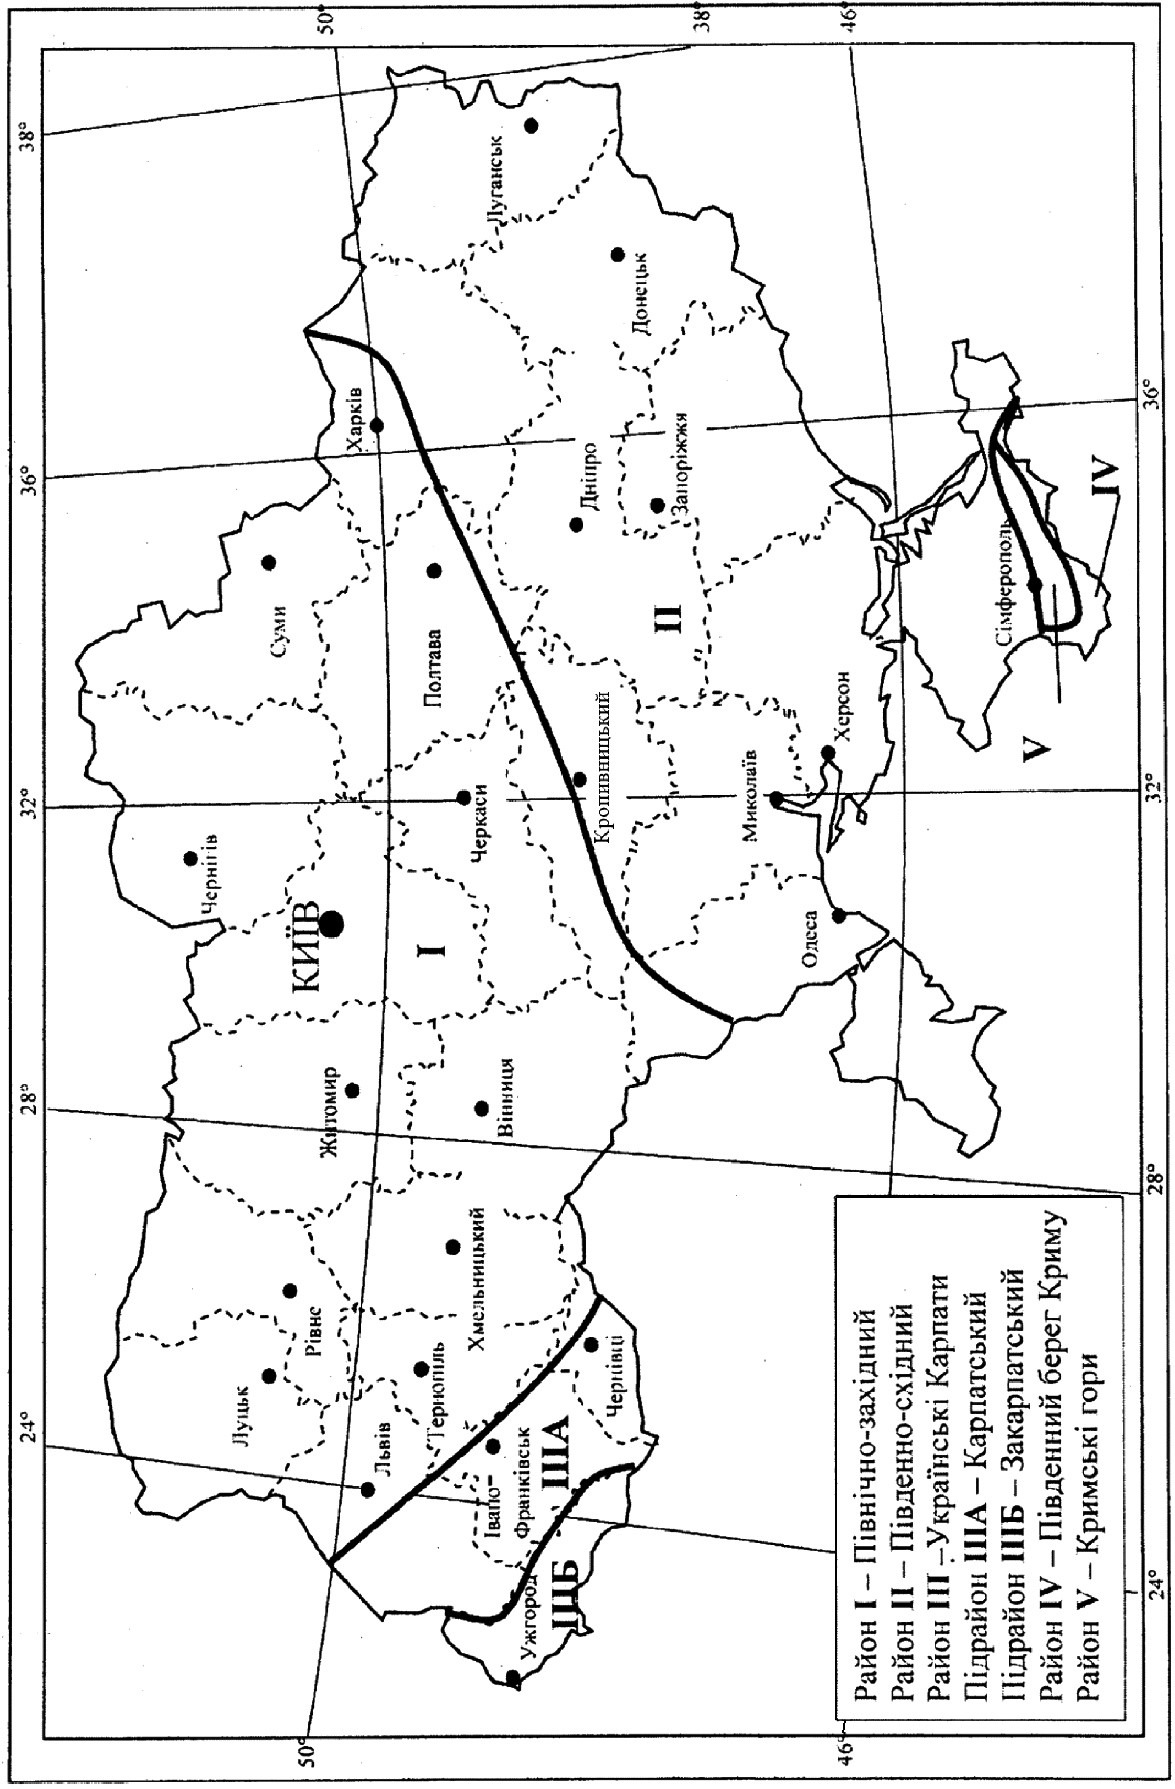 38°
36°
32°
28°
24°
50°
38°
46°
36°
32°
28°
24°
50°
46°
Луганськ
Донецьк
Харків
Дніпро
Запоріжжя
Суми
Полтава
II
Сімферополь
IV
V
Чернігів
КИЇВ
Черкаси
I
Кропивницький
Миколаїв
Херсон
Одеса
Житомир
Вінниця
Хмельницький
Рівне
Луцьк
Тернопіль
Львів
Івано-
Франківськ
Чернівці
IIIА
Ужгород
IIIБ
Район I – Північно-західний
Район II – Південно-східний
Район III – Українські Карпати
Підрайон IIIА – Карпатський
Підрайон IIIБ – Закарпатський
Район IV – Південний берег Криму
Район V – Кримські гори